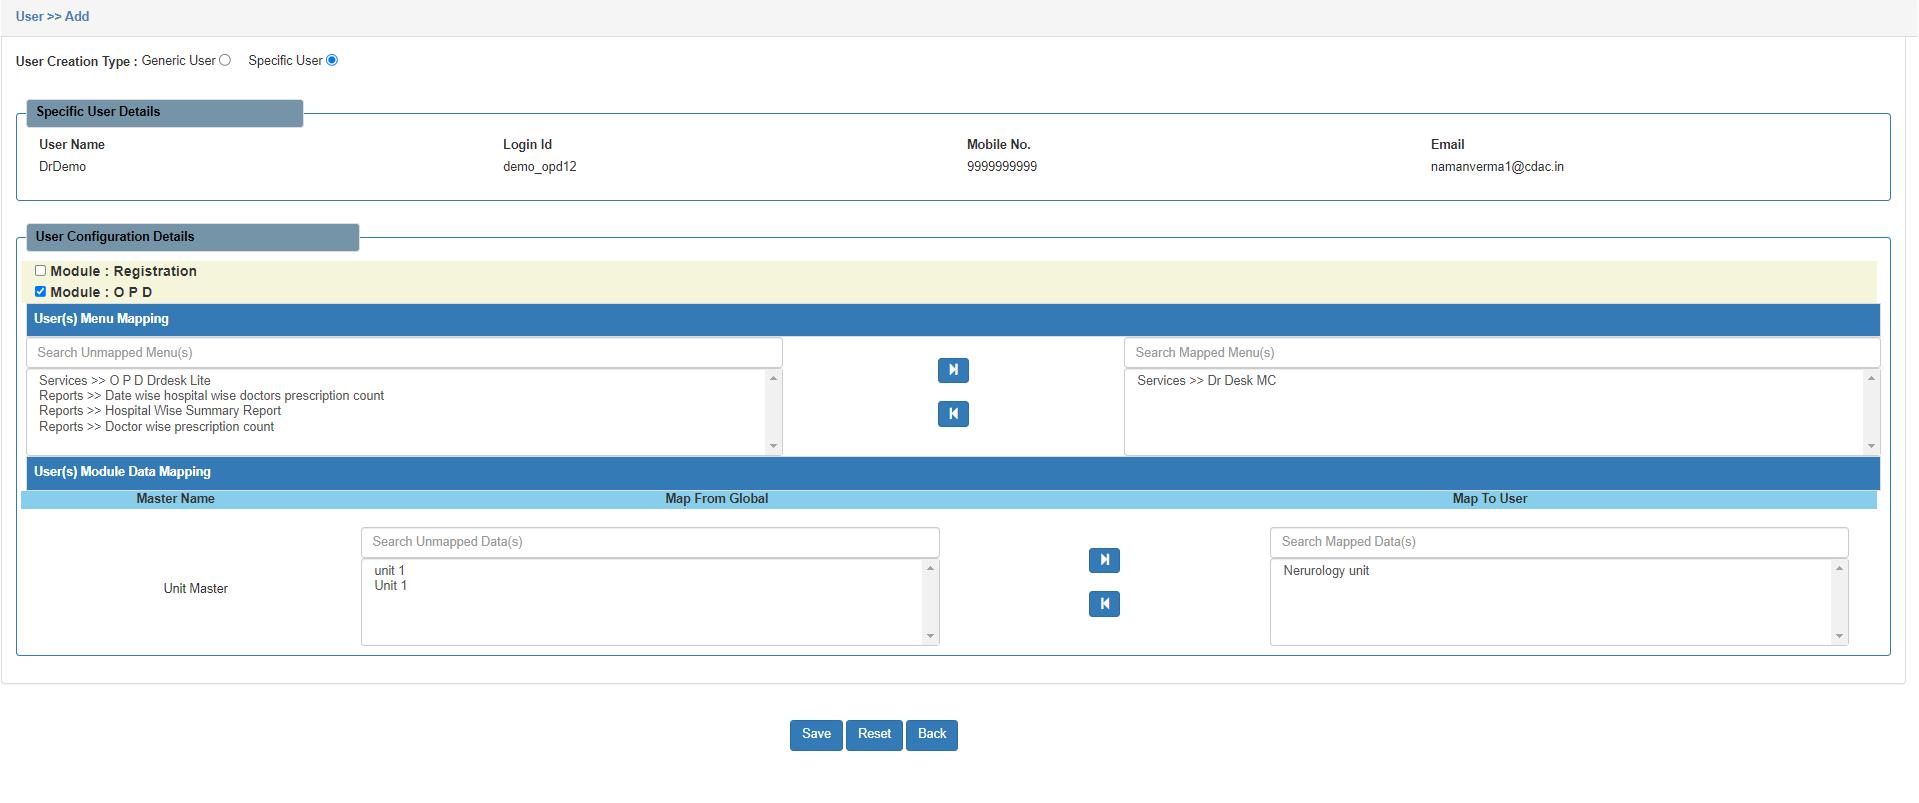 User >> Add
User Creation Type : Generic User Specific User
Specific User Details
User Name Login Id Mobile No. Email
DrDemo demo_opd12 9999999999 namanverma1@cdac.in
User Configuration Details
Module : Registration
Module : O P D
User(s) Menu Mapping
Search Unmapped Menu(s) Search Mapped Menu(s)
Services >> O P D Drdesk Lite Services >> Dr Desk MC
Reports >> Date wise hospital wise doctors prescription count
Reports >> Hospital Wise Summary Report
Reports >> Doctor wise prescription count
User(s) Module Data Mapping
Master Name Map From Global Map To User
Search Unmapped Data(s) Search Mapped Data(s)
unit 1 Nerurology unit
Unit 1
Unit Master
Save Reset Back